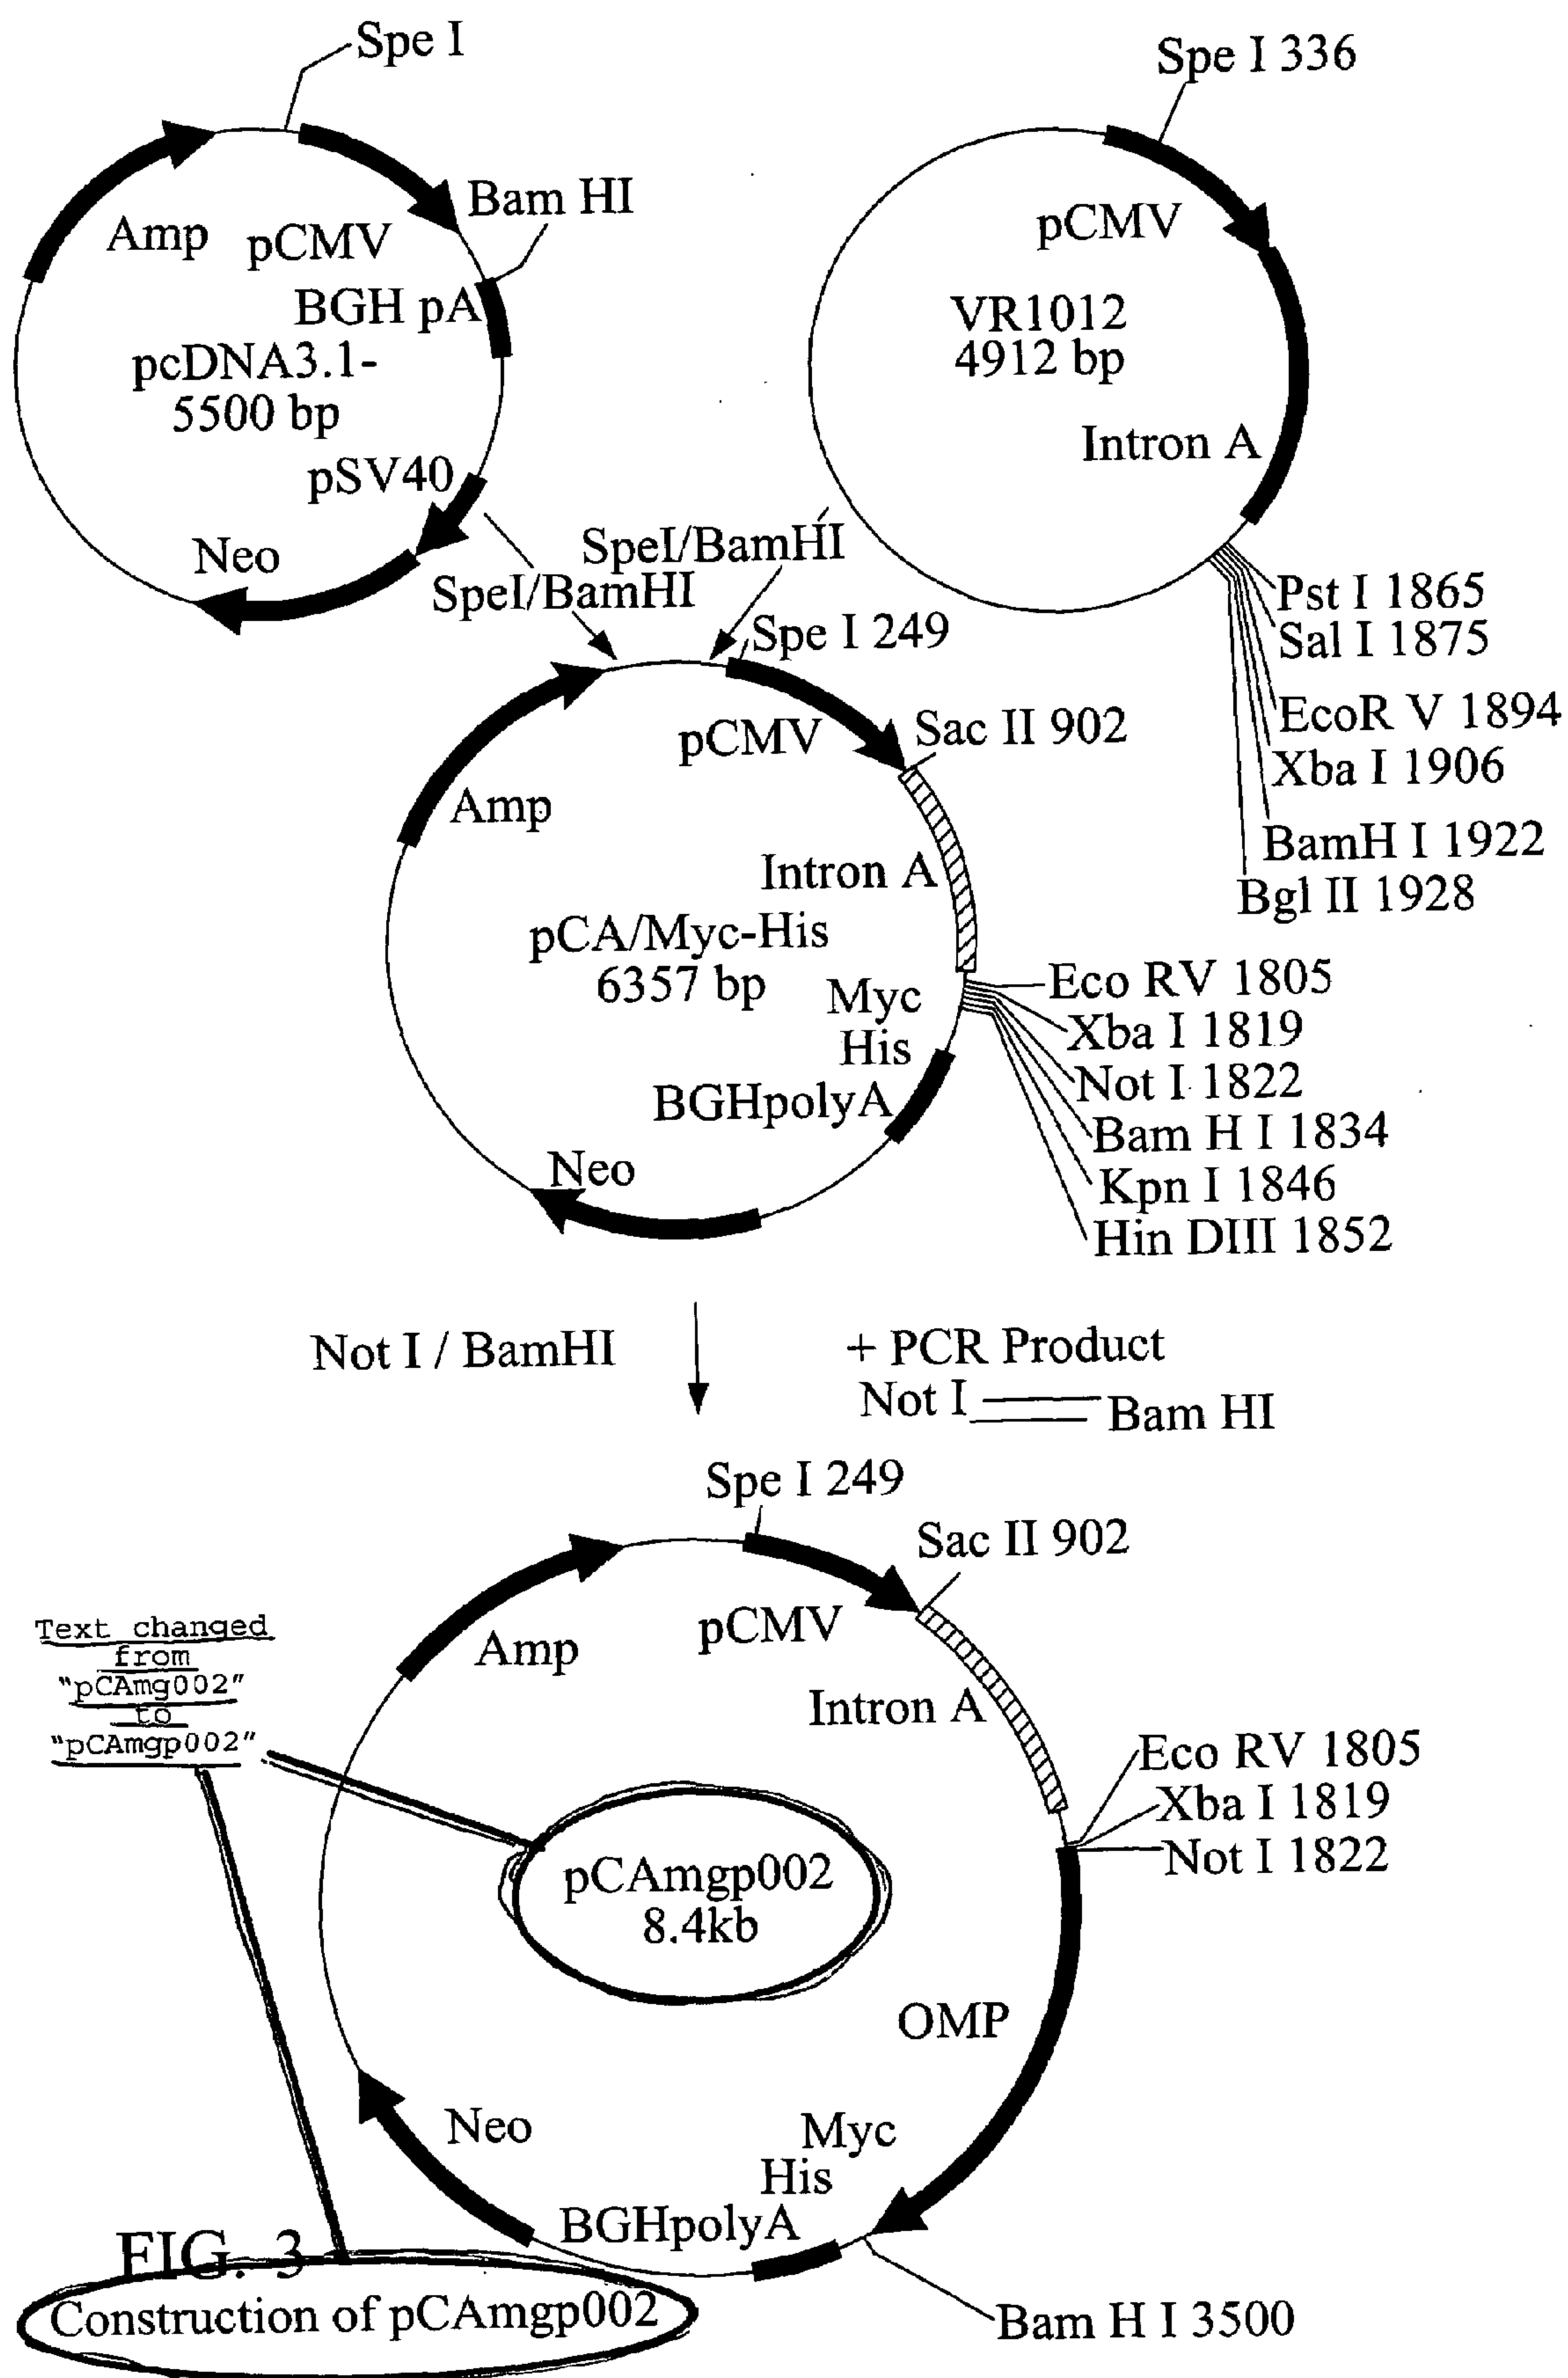 Spe I
Amp
pCMV
Bam HI
BGH pA
pcDNA3.1-
5500 bp
pSV40
Neo
SpeI/BamHI
Spe I 336
pCMV
VR1012
4912 bp
Intron A
SpeI/BamHI
Pst I 1865
Sal I 1875
EcoR V 1894
Xba I 1906
BamH I 1922
Bgl II 1928
Spe I 249
pCMV
Sac II 902
Amp
Intron A
pCA/Myc-His
6357 bp
Myc
His
BGHpolyA
Neo
Eco RV 1805
Xba I 1819
Not I 1822
Bam H I 1834
Kpn I 1846
Hin DIII 1852
Not I / BamHI
+ PCR Product
Not I Bam HI
Spe I 249
Sac II 902
pCMV
Amp
Intron A
Text changed
from
"pCAmg002"
to
"pCAmgp002"
Eco RV 1805
Xba I 1819
Not I 1822
pCAmgp002
8.4kb
OMP
Neo
Myc
His
BGHpolyA
Bam H I 3500
FIG. 3
Construction of pCAmgp002